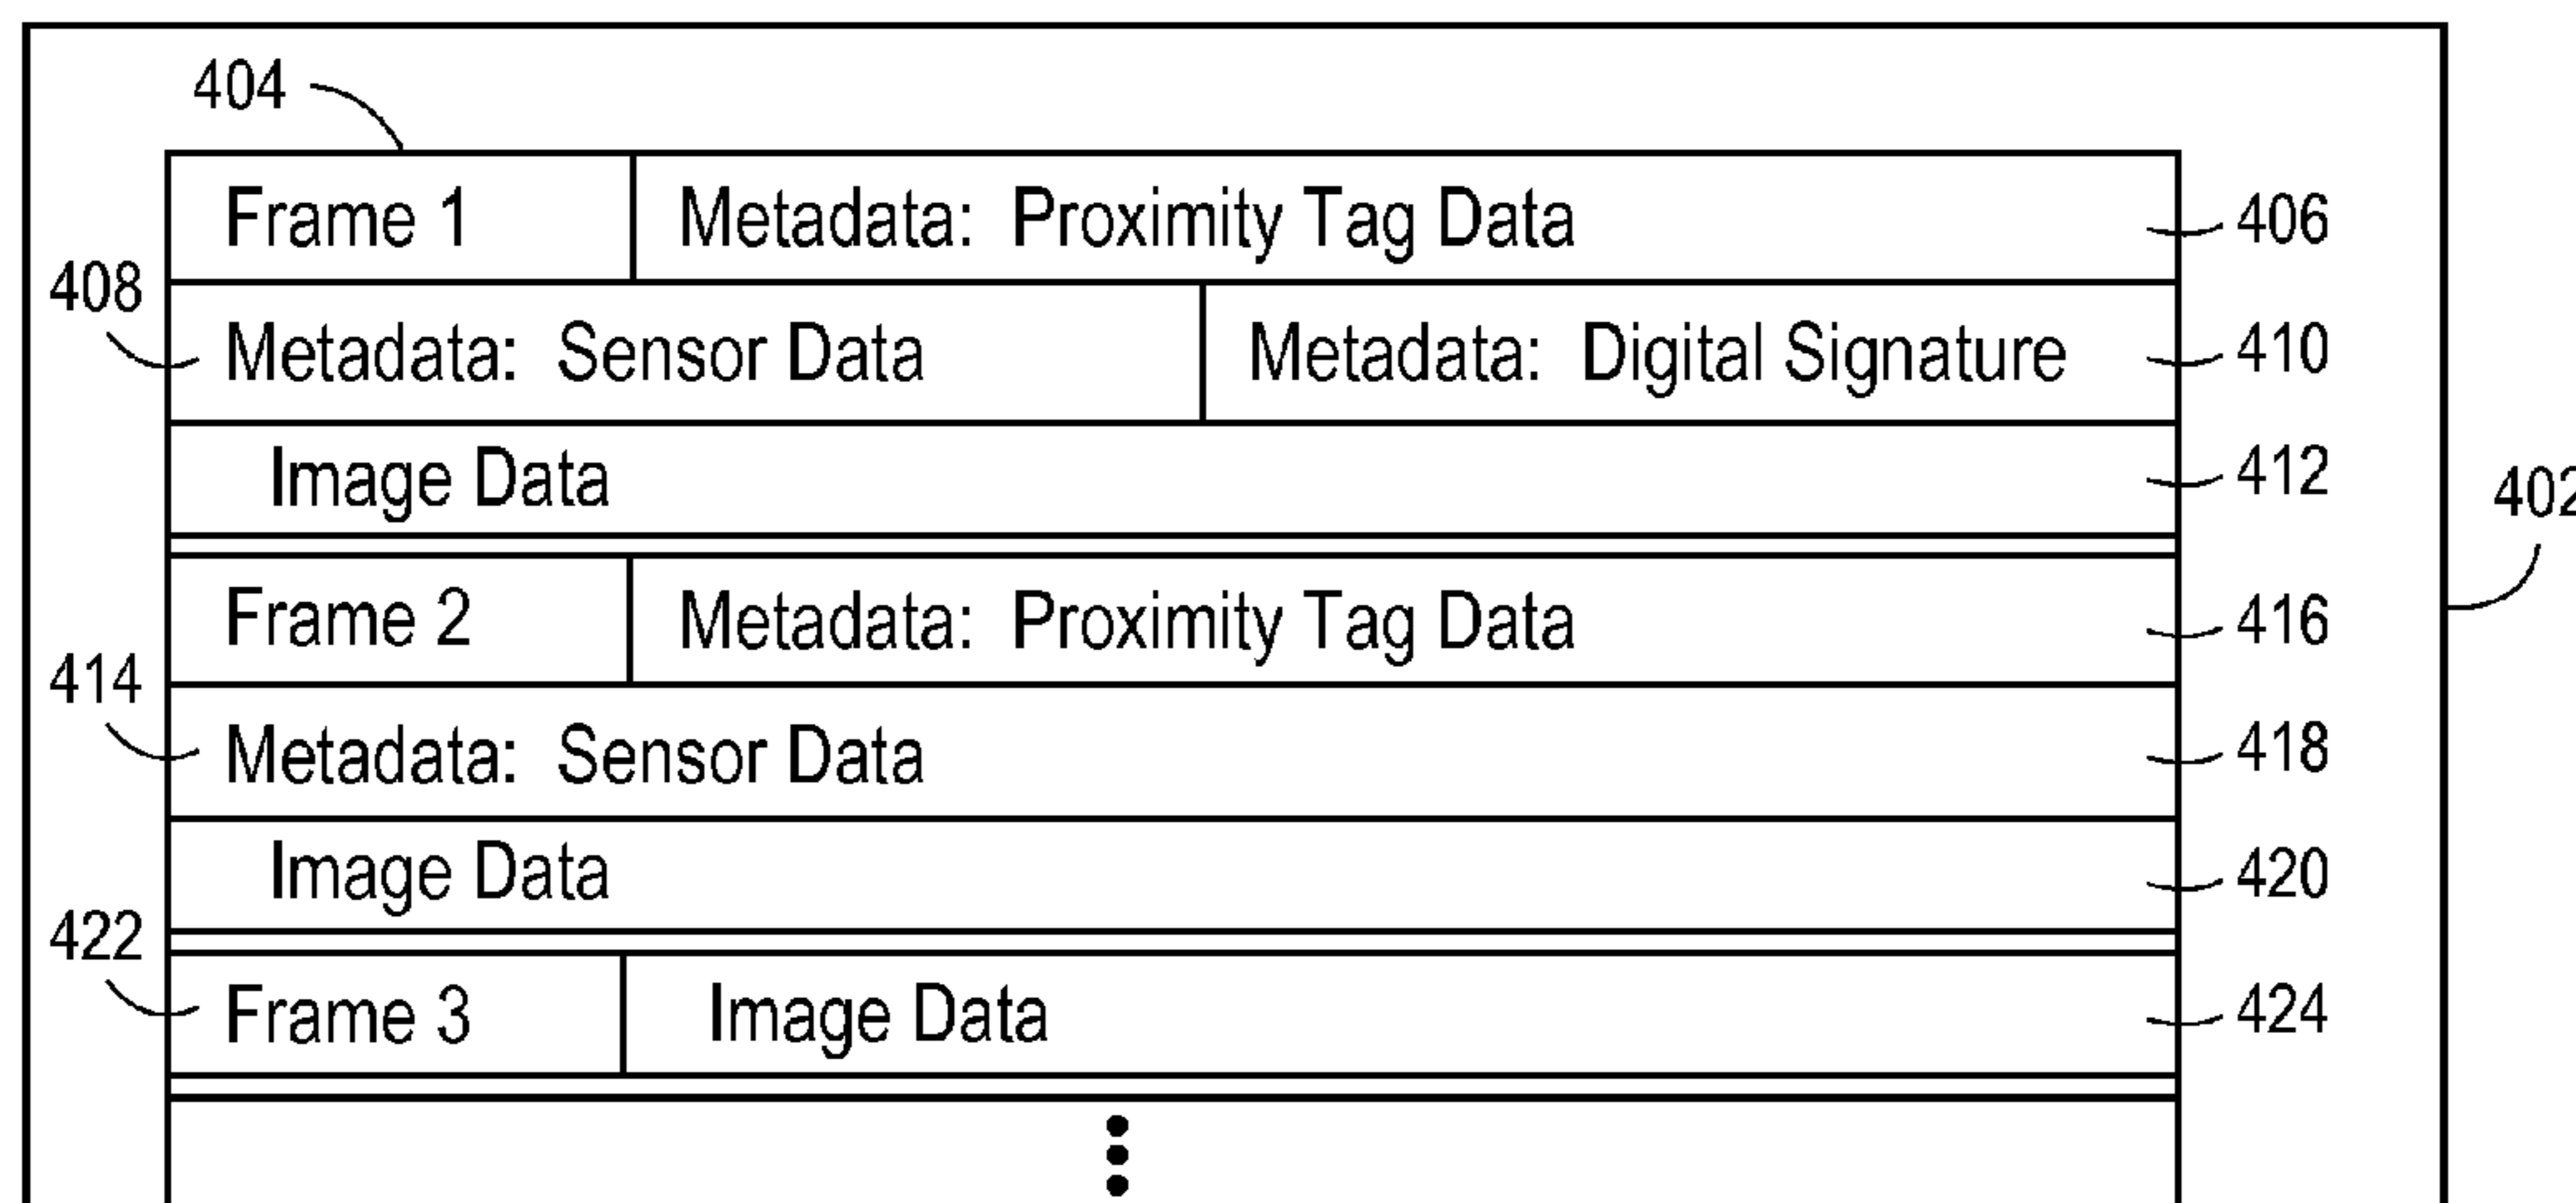 404
Frame 1 Metadata: Proximity Tag Data 406
408
Metadata: Sensor Data Metadata: Digital Signature 410
Image Data 412
402
Frame 2 Metadata: Proximity Tag Data 416
414
Metadata: Sensor Data 418
Image Data 420
422
Frame 3 Image Data 424